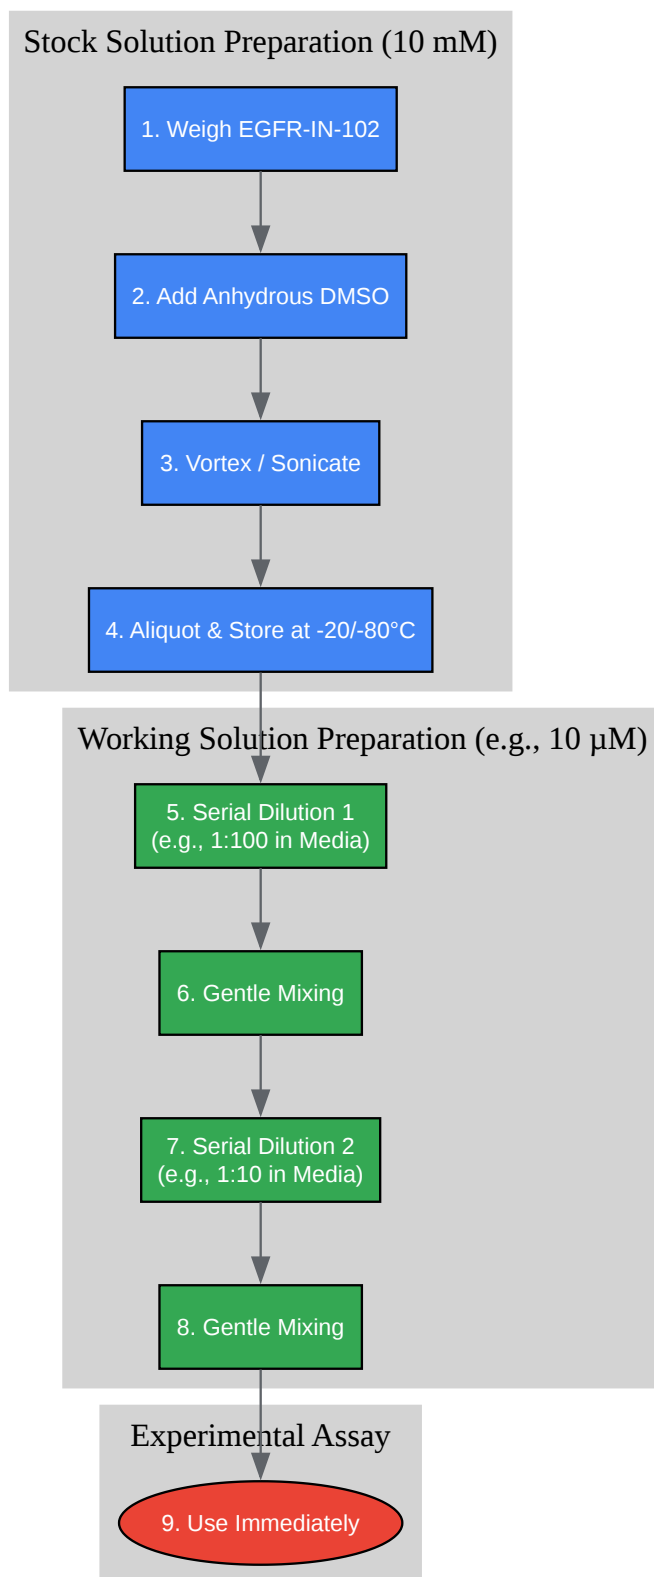 Stock Solution Preparation (10 mM)
1. Weigh EGFR-IN-102
2. Add Anhydrous DMSO
3. Vortex / Sonicate
4. Aliquot & Store at -20/-80°C
Working Solution Preparation (e.g., 10 µM)
5. Serial Dilution 1
(e.g., 1:100 in Media)
6. Gentle Mixing
7. Serial Dilution 2
(e.g., 1:10 in Media)
8. Gentle Mixing
Experimental Assay
9. Use Immediately